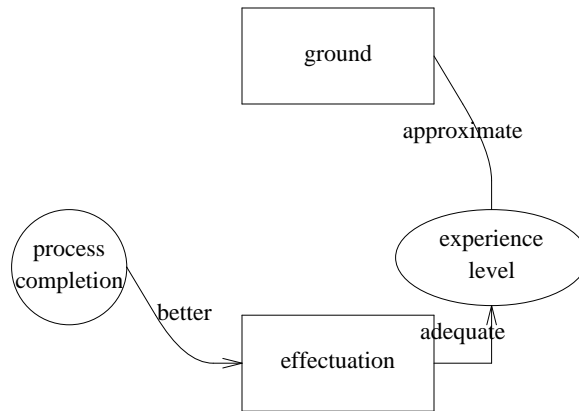 ground
approximate
process
completion
experience
level
better
adequate
effectuation